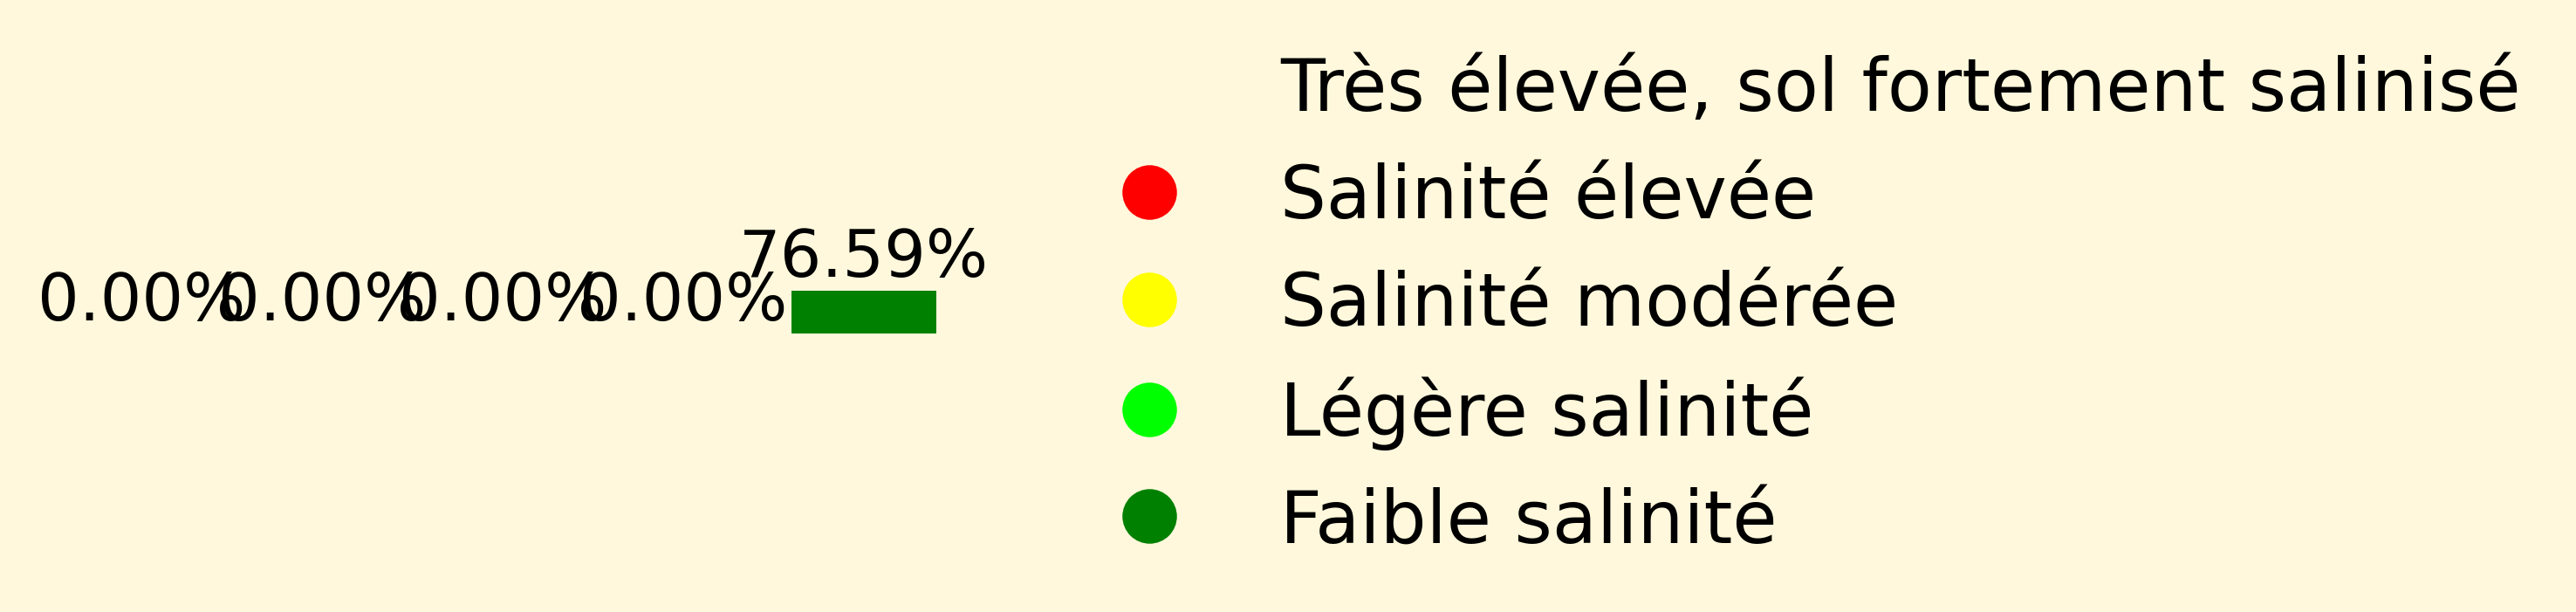 76.59%
0.00% 0.00% 0.00% 0.00%
Très élevée, sol fortement salinisé
Salinité élevée
Salinité modérée
Légère salinité
Faible salinité